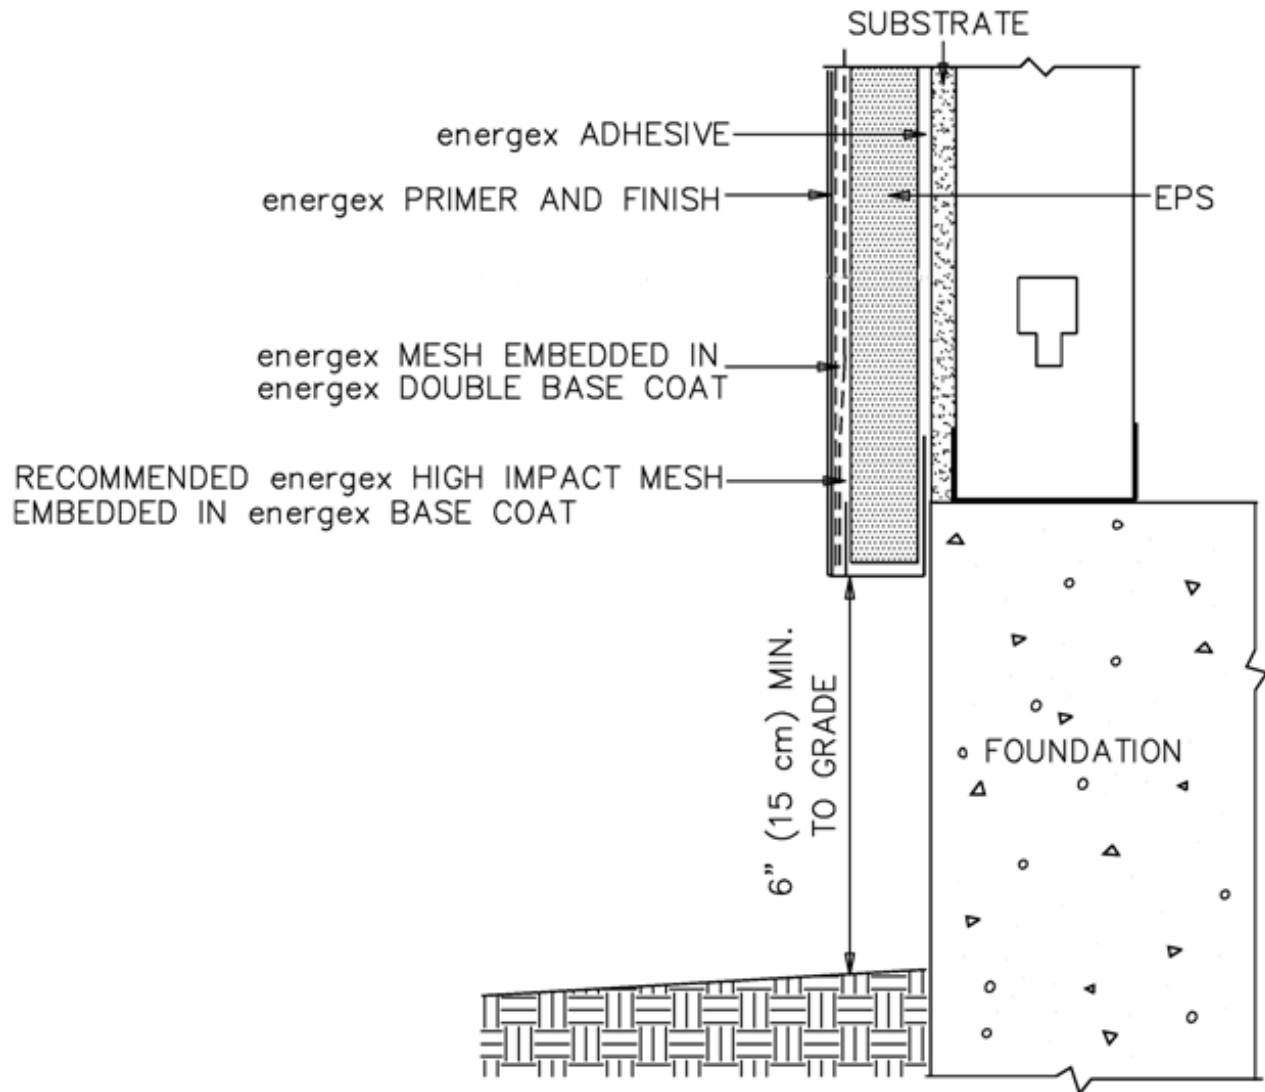 SUBSTRATE
energex ADHESIVE
energex PRIMER AND FINISH
EPS
energex MESH EMBEDDED IN
energex DOUBLE BASE COAT
RECOMMENDED energex HIGH IMPACT MESH
EMBEDDED IN energex BASE COAT
6" (15 cm) MIN.
TO GRADE
FOUNDATION